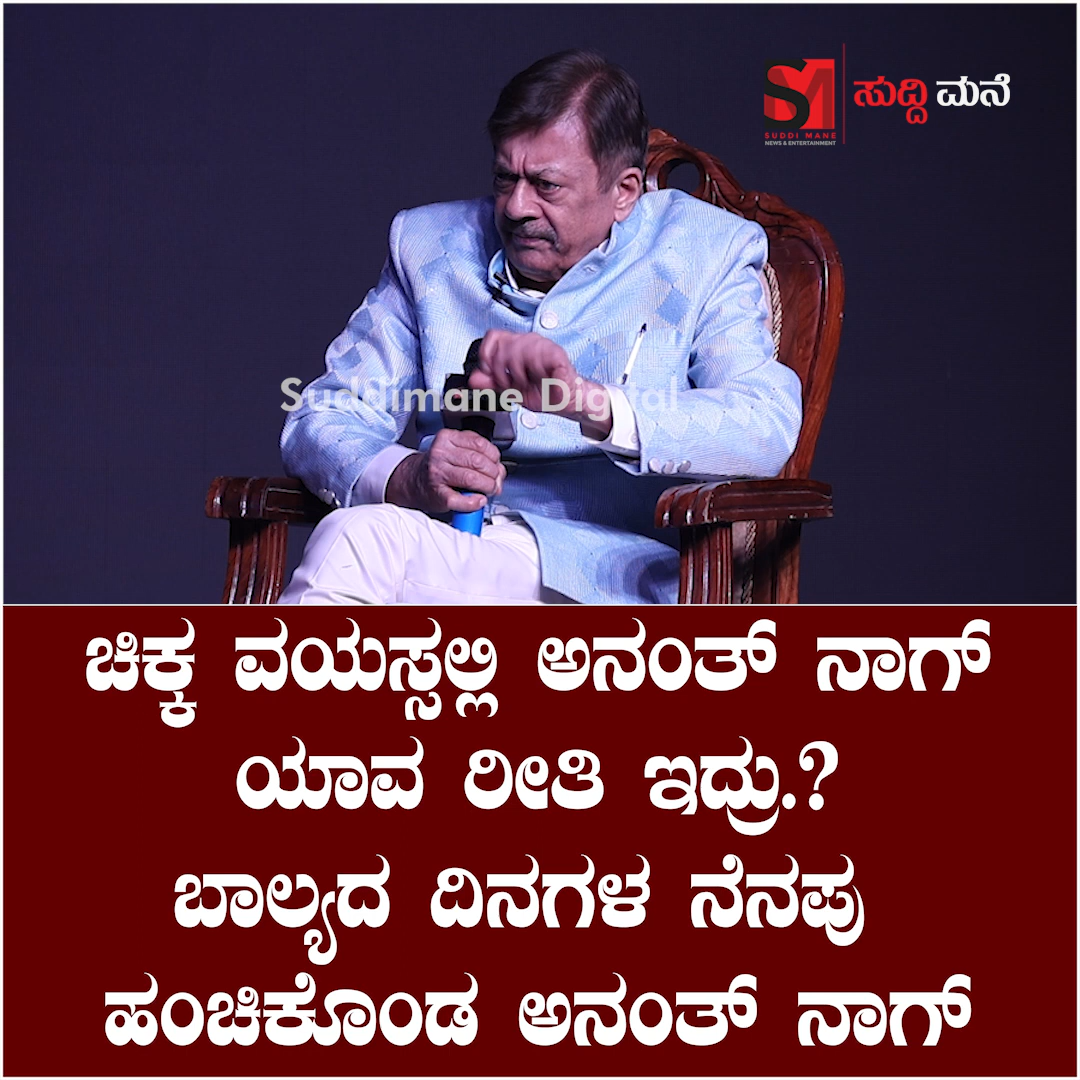 SM
SUDDI MANE
NEWS & ENTERTAINMENT
ಸುದ್ದಿ ಮನೆ
Suddimane Digital
ಚಿಕ್ಕ ವಯಸ್ಸಲ್ಲಿ ಅನಂತ್ ನಾಗ್
ಯಾವ ರೀತಿ ಇದ್ರು.?
ಬಾಲ್ಯದ ದಿನಗಳ ನೆನಪು
ಹಂಚಿಕೊಂಡ ಅನಂತ್ ನಾಗ್